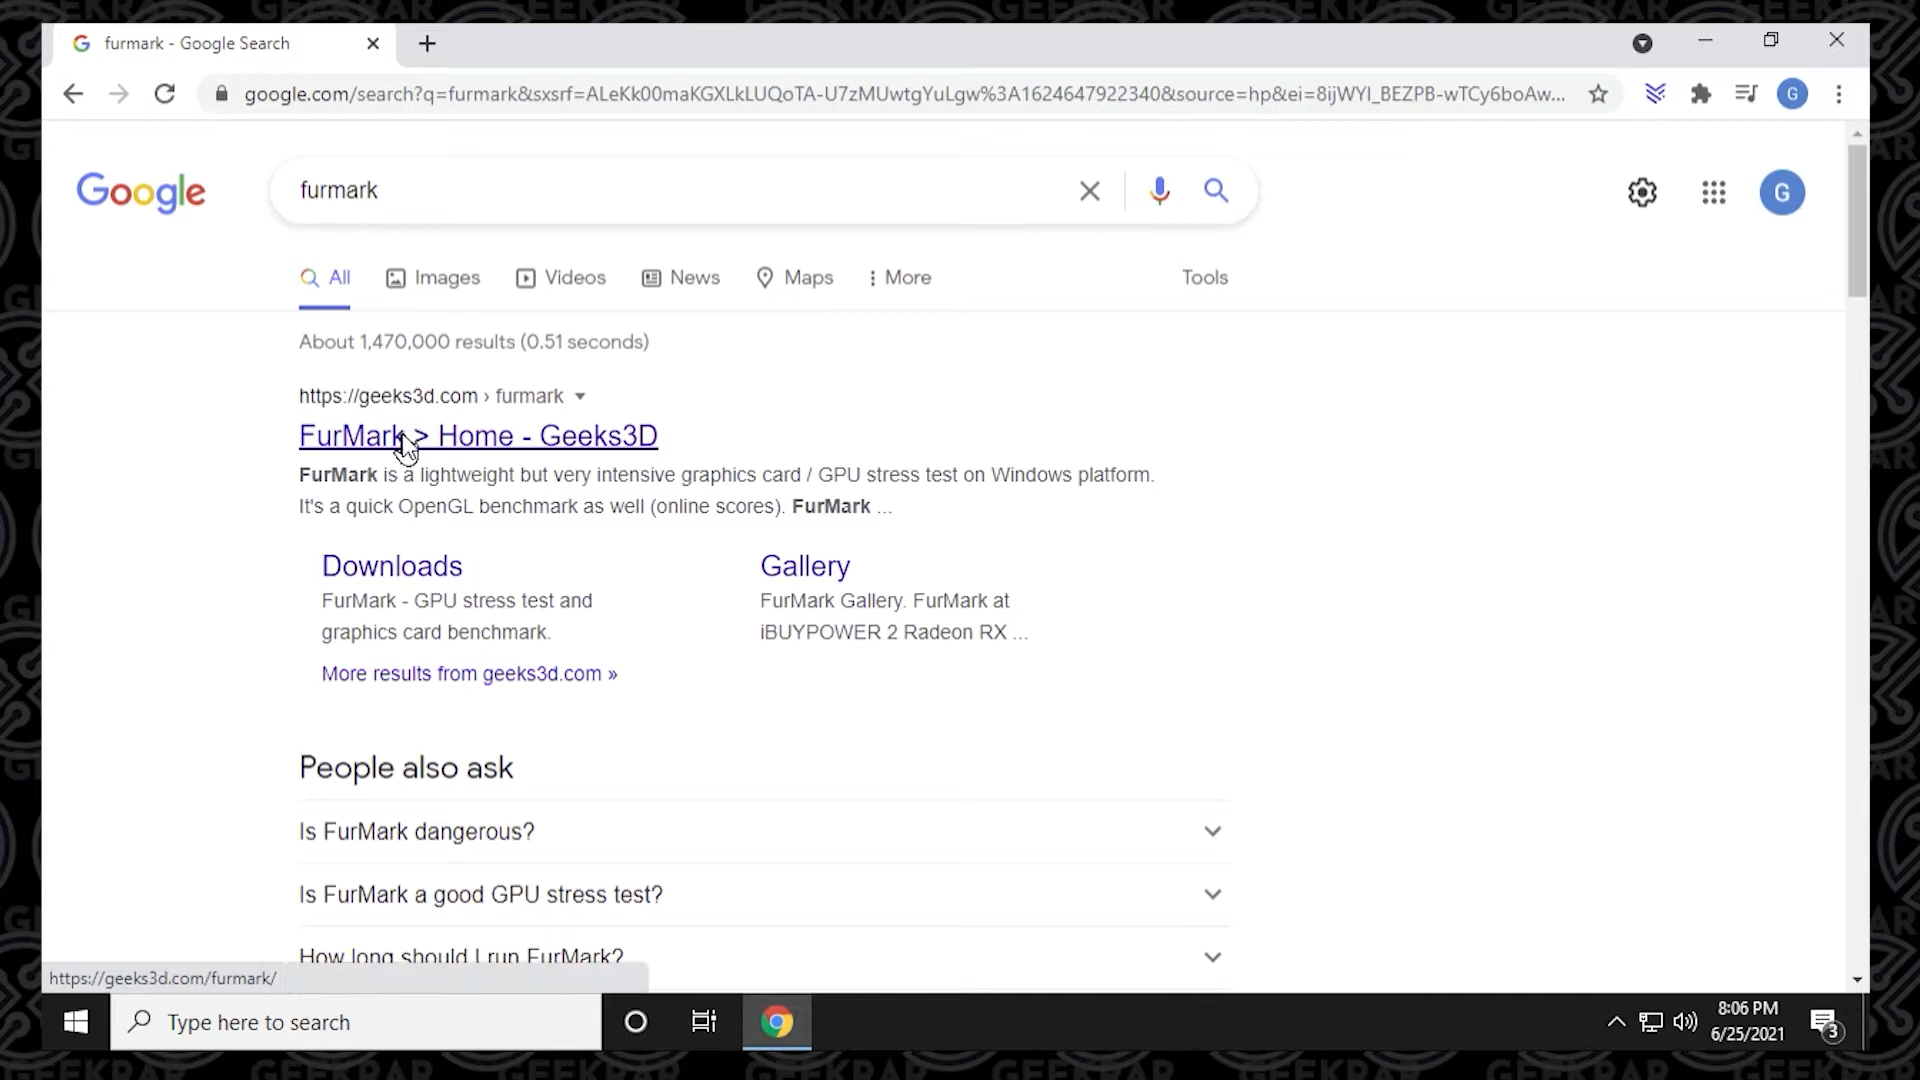 furmark - Google Search
google.com/search?q=furmark&sxsrf=ALeKk00maKGXLkLUQoTA-U7zMUwtgYuLgw%3A1624647922340&source=hp&ei=8ijWYI_BEZPB-wTCy6boAw...
G
Google
furmark
G
All Images Videos News Maps More Tools
About 1,470,000 results (0.51 seconds)
https://geeks3d.com › furmark
FurMark > Home - Geeks3D
FurMark is a lightweight but very intensive graphics card / GPU stress test on Windows platform.
It's a quick OpenGL benchmark as well (online scores). FurMark ...
Downloads
FurMark - GPU stress test and
graphics card benchmark.
Gallery
FurMark Gallery. FurMark at
iBUYPOWER 2 Radeon RX ...
More results from geeks3d.com »
People also ask
Is FurMark dangerous?
Is FurMark a good GPU stress test?
How long should I run FurMark?
https://geeks3d.com/furmark/
Type here to search
8:06 PM
6/25/2021
3